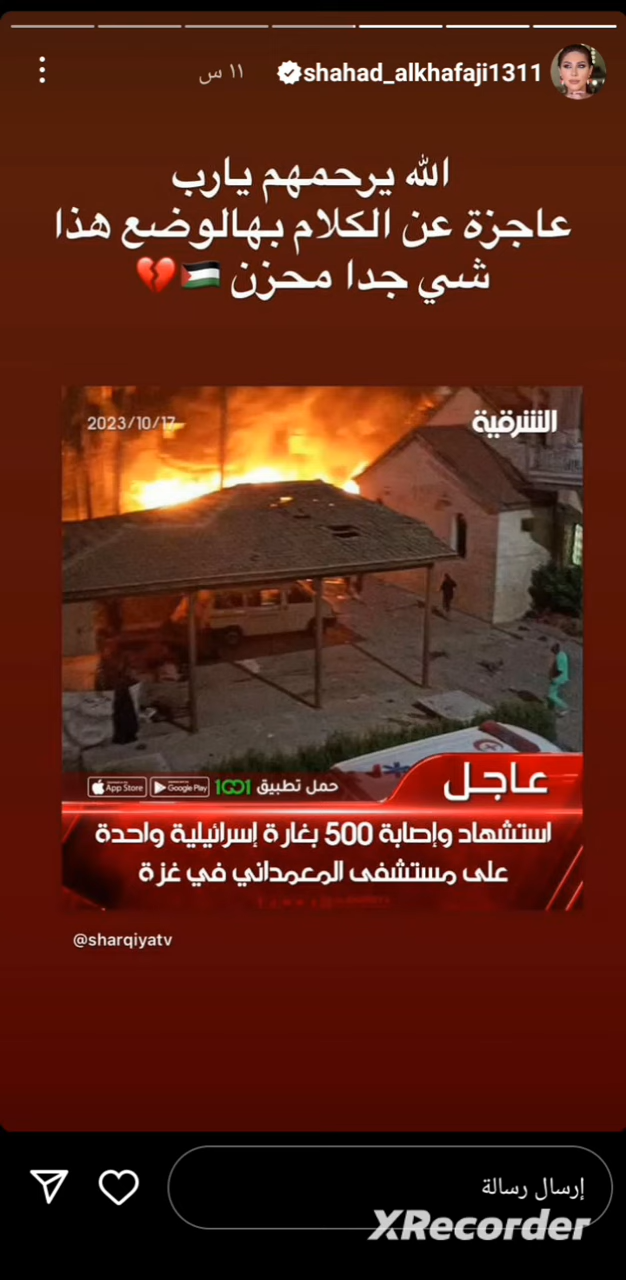 shahad_alkhafaji1311
١١ س
الله يرحمهم يارب
عاجزة عن الكلام بهالوضع هذا
شي جدا محزن 🇵🇸💔
الشرقية
2023/10/17
عاجل
حمل تطبيق 1001 Google Play App Store
استشهاد وإصابة 500 بغارة إسرائيلية واحدة
على مستشفى المعمداني في غزة
@sharqiyatv
إرسال رسالة
XRecorder